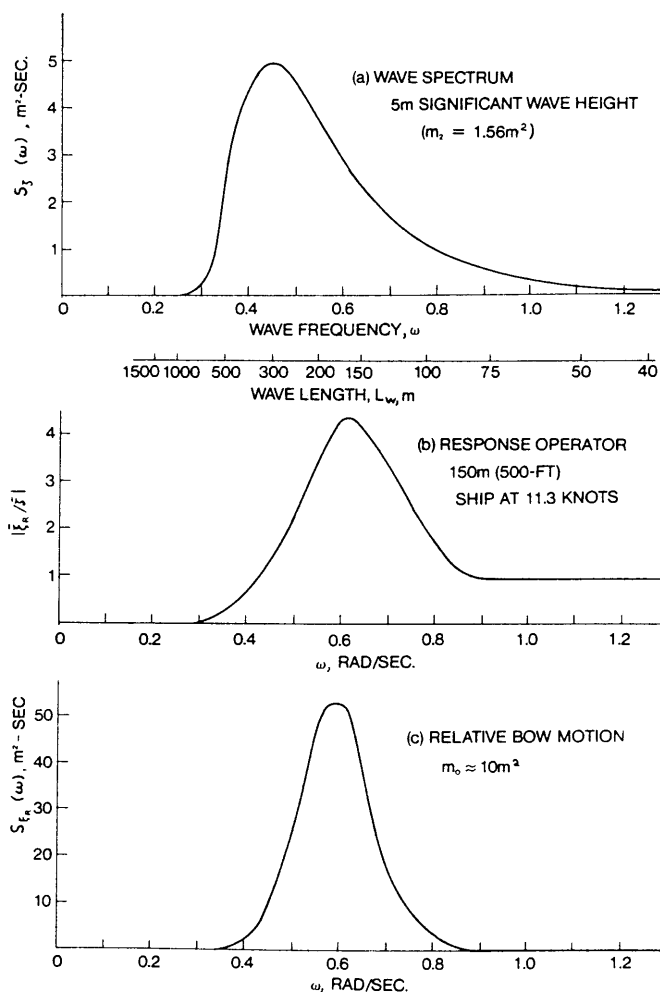 S_ζ (ω) , m²-SEC.
5
4
3
2
1
(a) WAVE SPECTRUM
5m SIGNIFICANT WAVE HEIGHT
(m_z = 1.56m²)
0 0.2 0.4 0.6 0.8 1.0 1.2
WAVE FREQUENCY, ω
1500 1000 500 300 200 150 100 75 50 40
WAVE LENGTH, L_w, m
4
3
2
1
(b) RESPONSE OPERATOR
150m (500-FT)
SHIP AT 11.3 KNOTS
0 0.2 0.4 0.6 0.8 1.0 1.2
ω, RAD/SEC.
S_ξR (ω), m² - SEC
50
40
30
20
10
(c) RELATIVE BOW MOTION
m₀ ≈ 10m²
0 0.2 0.4 0.6 0.8 1.0 1.2
ω, RAD/SEC.